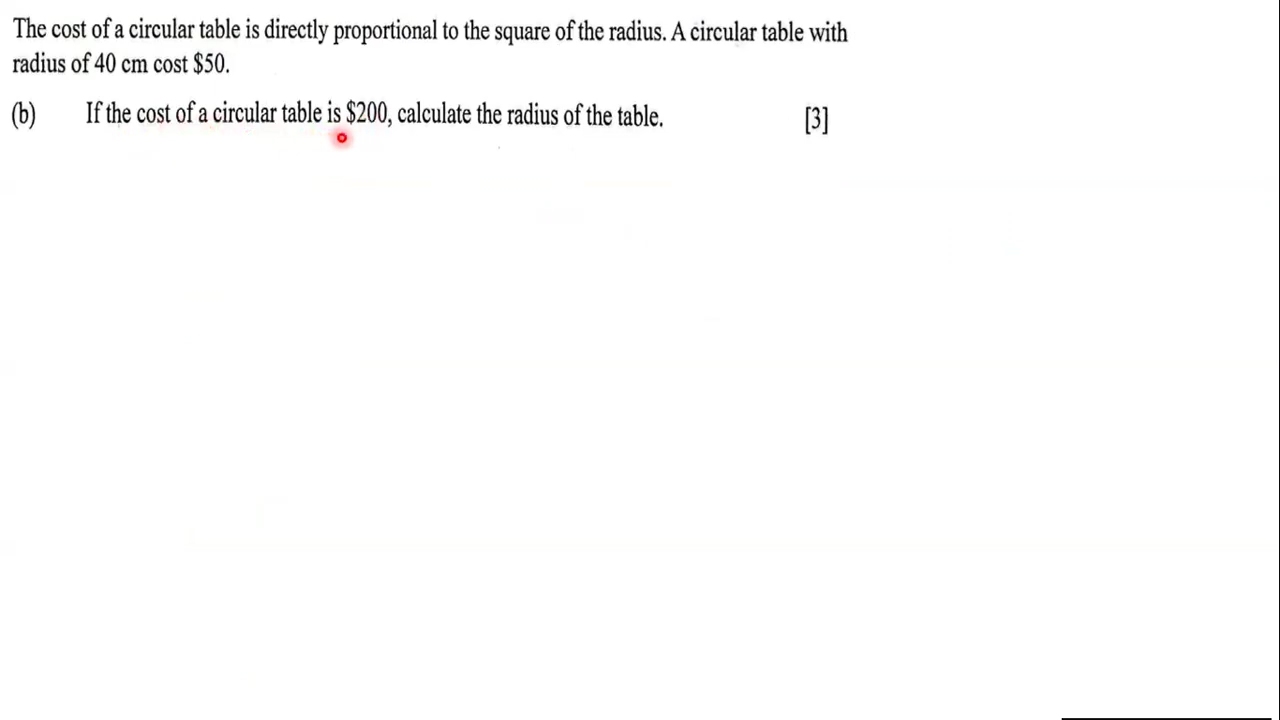 The cost of a circular table is directly proportional to the square of the radius. A circular table with
radius of 40 cm cost $50.
(b) If the cost of a circular table is $200, calculate the radius of the table. [3]